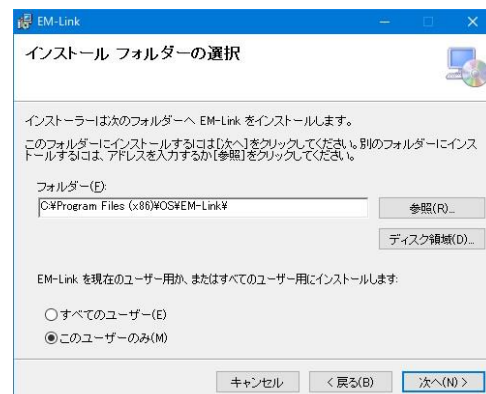 EM-Link
インストール フォルダーの選択
インストーラーは次のフォルダーへ EM-Link をインストールします。
このフォルダーにインストールするには[次へ]をクリックしてください。別のフォルダーにインス
トールするには、アドレスを入力するか[参照]をクリックしてください。
フォルダー(F):
C:¥Program Files (x86)¥OS¥EM-Link¥
参照(R)...
ディスク領域(D)...
EM-Link を現在のユーザー用か、またはすべてのユーザー用にインストールします:
すべてのユーザー(E)
このユーザーのみ(M)
キャンセル
< 戻る(B)
次へ(N) >